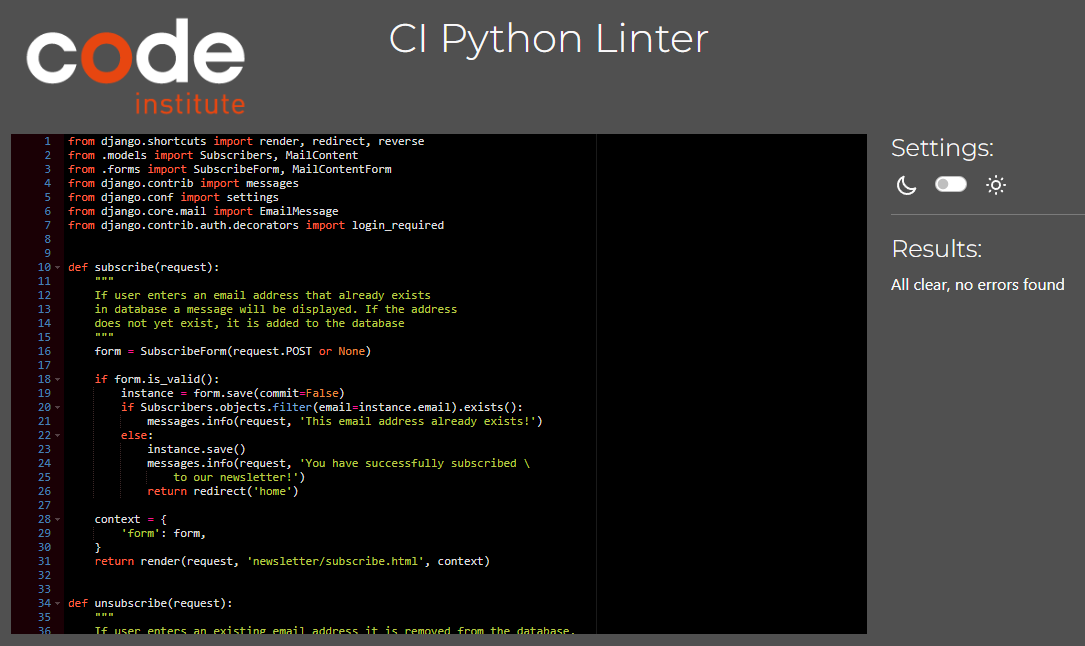 code
institute
CI Python Linter
1 from django.shortcuts import render, redirect, reverse
2 from .models import Subscribers, MailContent
3 from .forms import SubscribeForm, MailContentForm
4 from django.contrib import messages
5 from django.conf import settings
6 from django.core.mail import EmailMessage
7 from django.contrib.auth.decorators import login_required
8
9
10 def subscribe(request):
11     """
12     If user enters an email address that already exists
13     in database a message will be displayed. If the address
14     does not yet exist, it is added to the database
15     """
16     form = SubscribeForm(request.POST or None)
17
18     if form.is_valid():
19         instance = form.save(commit=False)
20         if Subscribers.objects.filter(email=instance.email).exists():
21             messages.info(request, 'This email address already exists!')
22         else:
23             instance.save()
24             messages.info(request, 'You have successfully subscribed \
25                 to our newsletter!')
26             return redirect('home')
27
28     context = {
29         'form': form,
30     }
31     return render(request, 'newsletter/subscribe.html', context)
32
33
34 def unsubscribe(request):
35     """
36     If user enters an existing email address it is removed from the database.
Settings:
Results:
All clear, no errors found